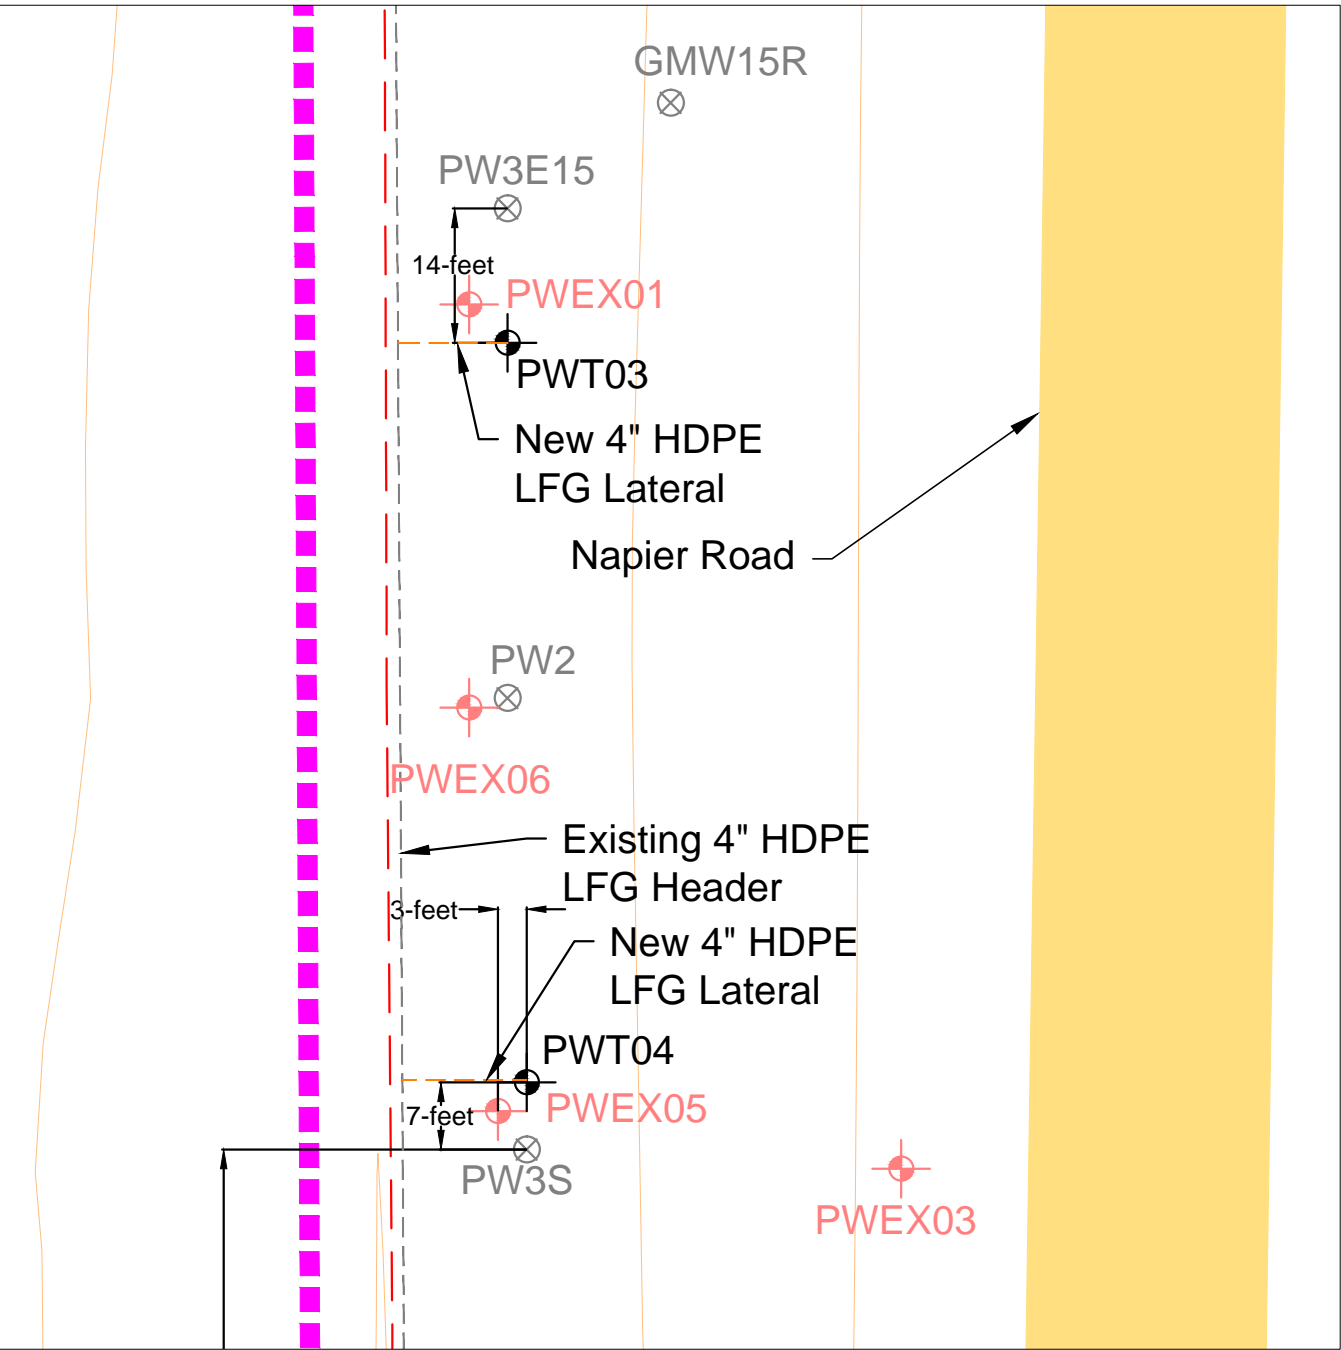 GMW15R
PW3E15
14-feet
PWEX01
PWT03
New 4" HDPE
LFG Lateral
Napier Road
PW2
PWEX06
Existing 4" HDPE
LFG Header
3-feet
New 4" HDPE
LFG Lateral
PWT04
PWEX05
7-feet
PW3S
PWEX03